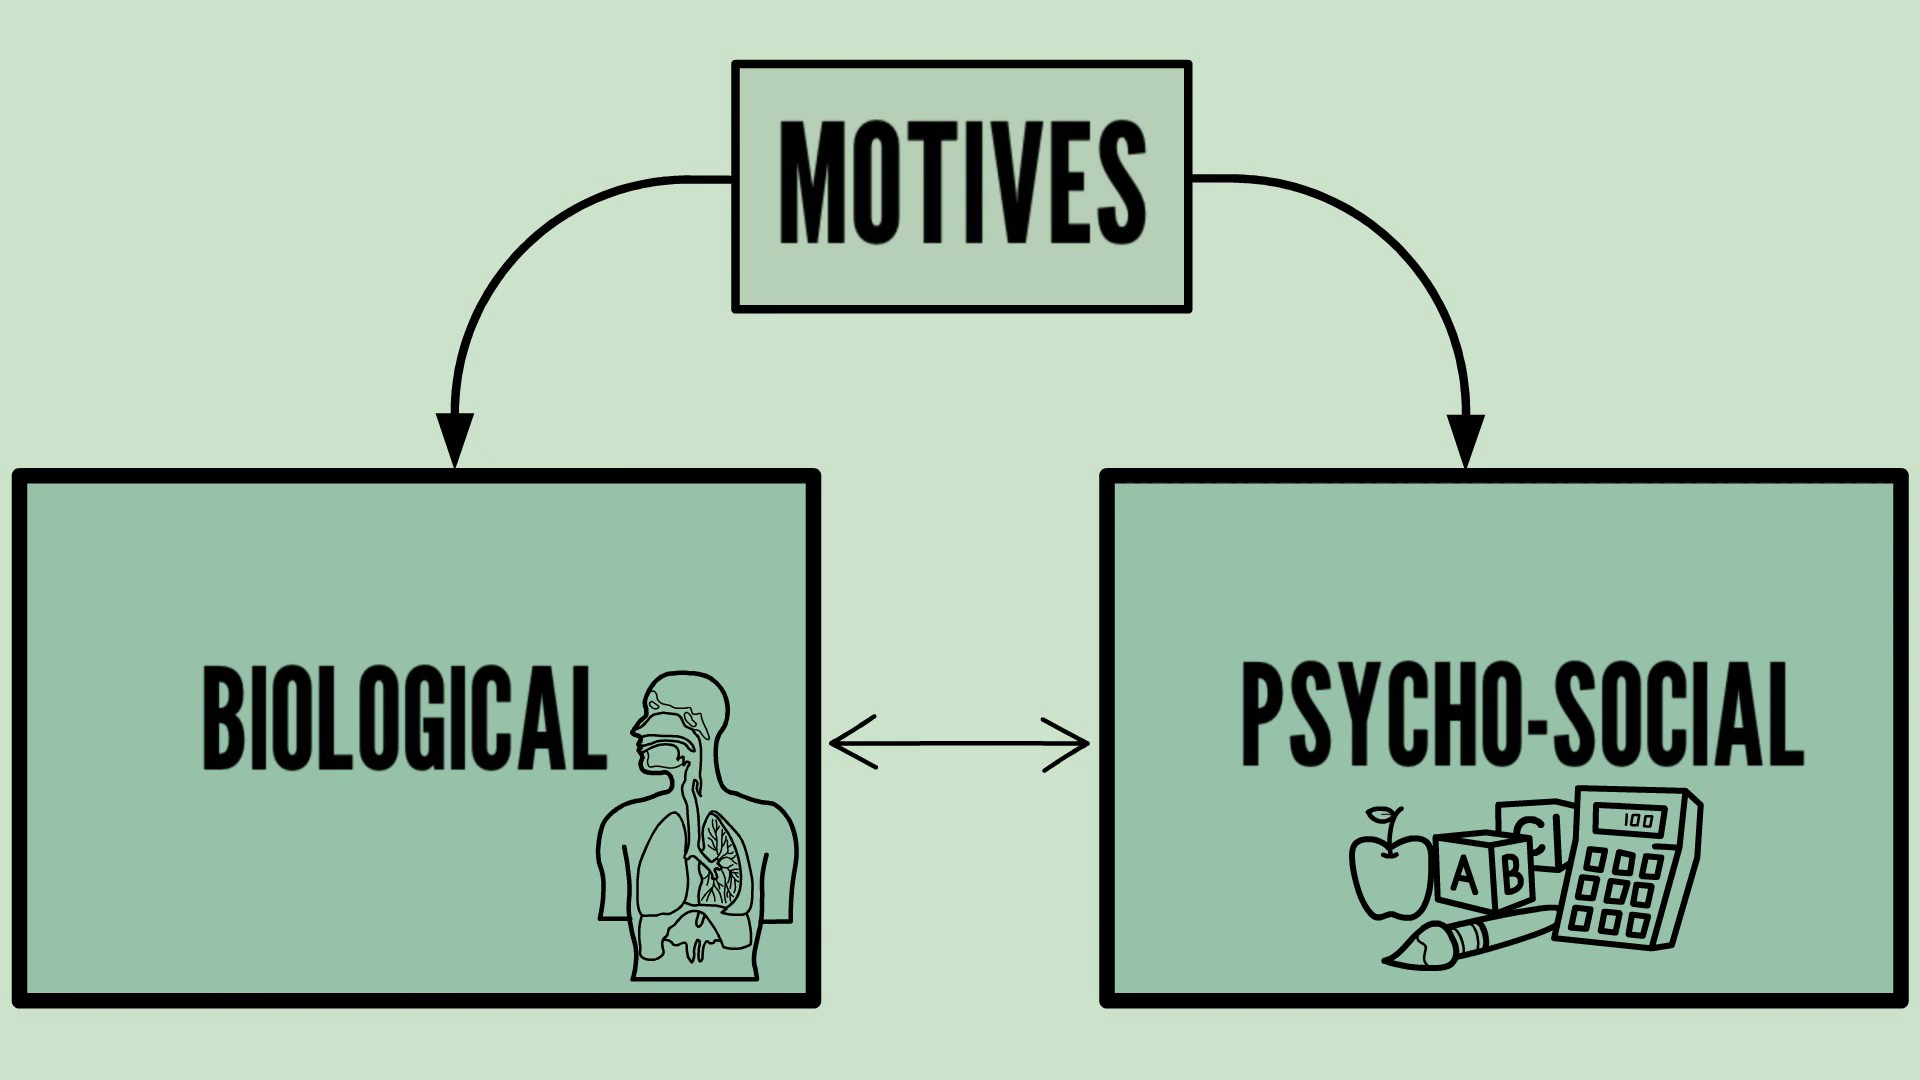 MOTIVES
BIOLOGICAL
PSYCHO-SOCIAL
C
100
A B